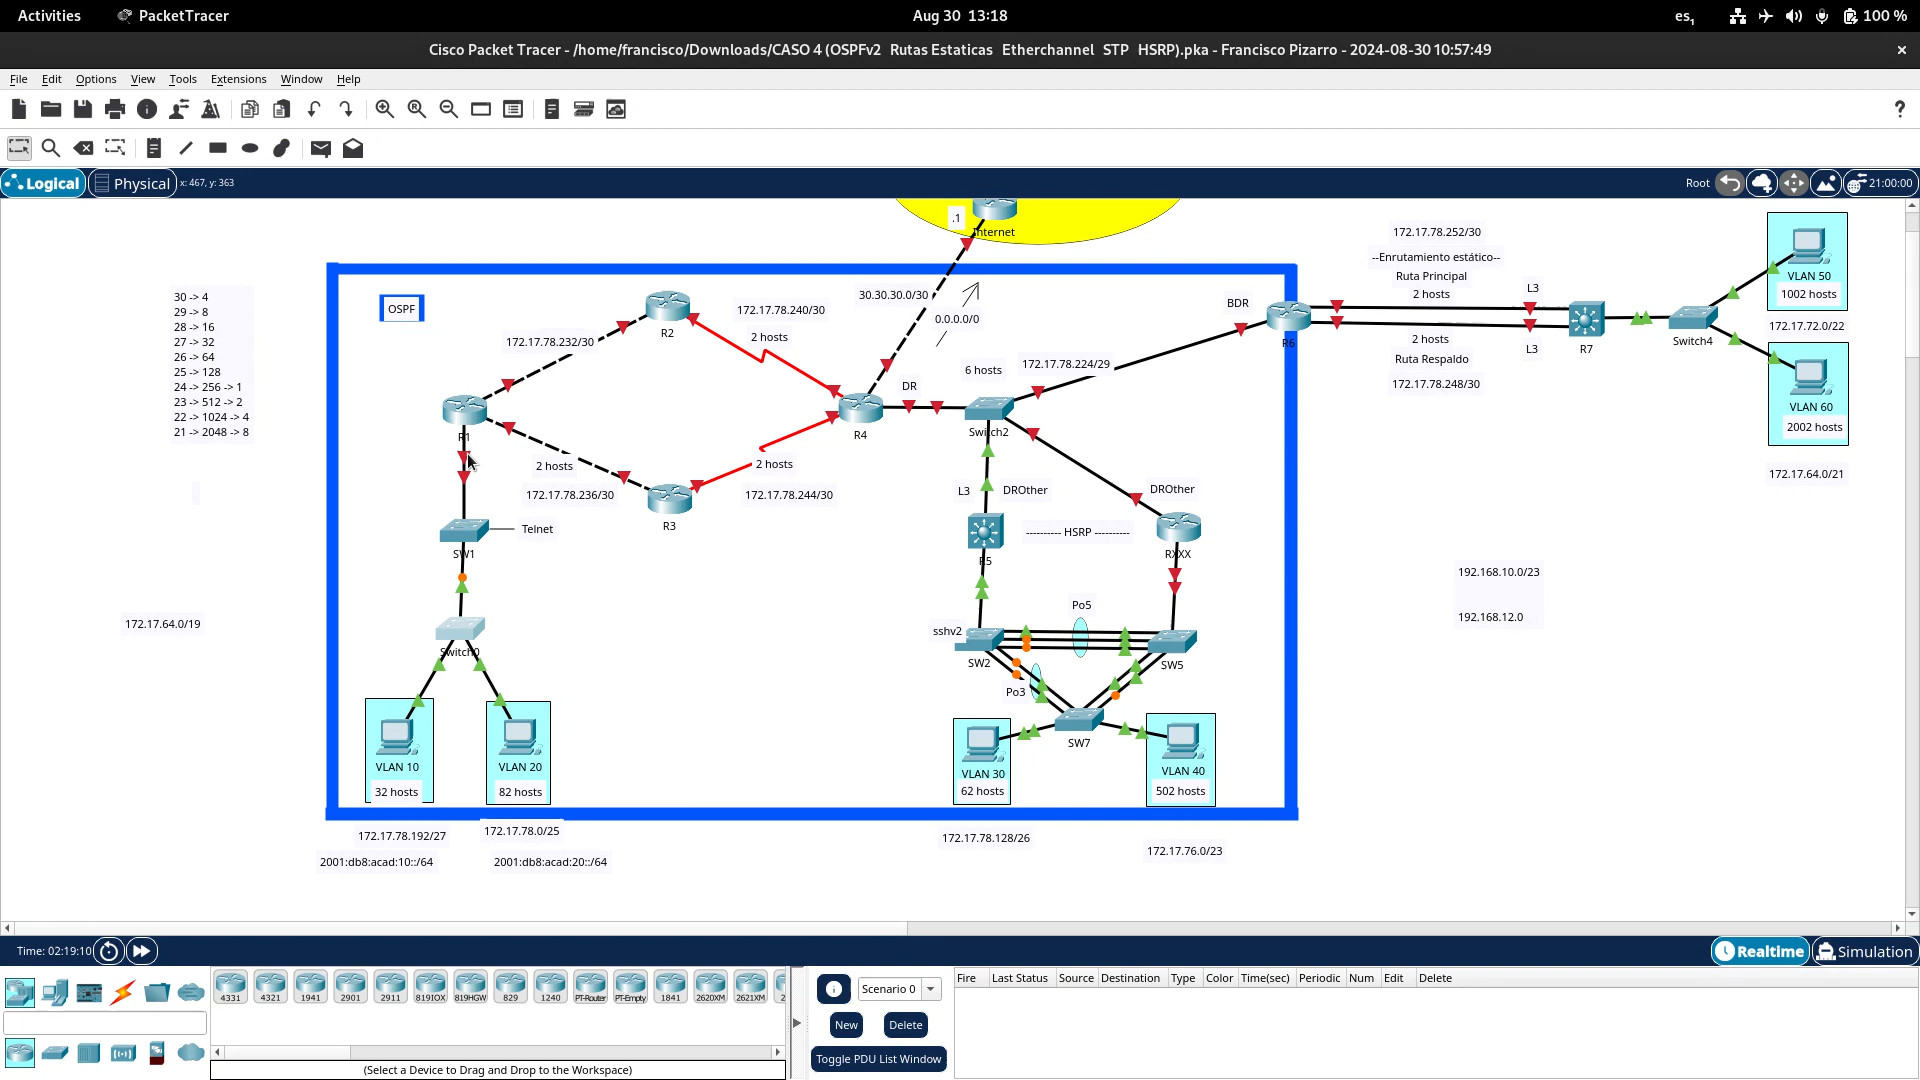 Activities PacketTracer Aug 30 13:18 es₁ 100 %
Cisco Packet Tracer - /home/francisco/Downloads/CASO 4 (OSPFv2 Rutas Estaticas Etherchannel STP HSRP).pka - Francisco Pizarro - 2024-08-30 10:57:49
File Edit Options View Tools Extensions Window Help
Logical Physical x: 467, y: 363 Root 21:00:00
.1
Internet
172.17.78.252/30
--Enrutamiento estático--
Ruta Principal
2 hosts
L3
VLAN 50
1002 hosts
172.17.72.0/22
30 -> 4
29 -> 8
28 -> 16
27 -> 32
26 -> 64
25 -> 128
24 -> 256 -> 1
23 -> 512 -> 2
22 -> 1024 -> 4
21 -> 2048 -> 8
OSPF
30.30.30.0/30
0.0.0.0/0
BDR
R6
R7
Switch4
172.17.78.232/30
R2
172.17.78.240/30
2 hosts
2 hosts
L3
Ruta Respaldo
172.17.78.248/30
6 hosts
172.17.78.224/29
DR
R4
Switch2
R1
VLAN 60
2002 hosts
172.17.64.0/21
2 hosts
172.17.78.236/30
2 hosts
172.17.78.244/30
R3
L3
DROther
DROther
SW1
Telnet
R5
---------- HSRP ----------
RXXX
192.168.10.0/23
192.168.12.0
172.17.64.0/19
Switch0
Po5
sshv2
SW2
SW5
Po3
SW7
VLAN 10
32 hosts
VLAN 20
82 hosts
VLAN 30
62 hosts
VLAN 40
502 hosts
172.17.78.192/27
172.17.78.0/25
172.17.78.128/26
172.17.76.0/23
2001:db8:acad:10::/64
2001:db8:acad:20::/64
Time: 02:19:10 Realtime Simulation
4331 4321 1941 2901 2911 819IOX 819HGW 829 1240 PT-Router PT-Empty 1841 2620XM 2621XM 2
(Select a Device to Drag and Drop to the Workspace)
Scenario 0
New Delete
Toggle PDU List Window
Fire Last Status Source Destination Type Color Time(sec) Periodic Num Edit Delete